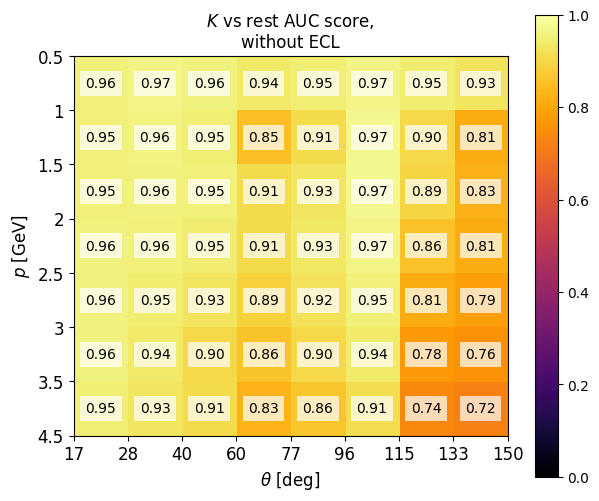 K vs rest AUC score,
without ECL
0.5
0.96 0.97 0.96 0.94 0.95 0.97 0.95 0.93
1
0.95 0.96 0.95 0.85 0.91 0.97 0.90 0.81
1.5
0.95 0.96 0.95 0.91 0.93 0.97 0.89 0.83
2
0.96 0.96 0.95 0.91 0.93 0.97 0.86 0.81
2.5
0.96 0.95 0.93 0.89 0.92 0.95 0.81 0.79
3
0.96 0.94 0.90 0.86 0.90 0.94 0.78 0.76
3.5
0.95 0.93 0.91 0.83 0.86 0.91 0.74 0.72
4.5
p [GeV]
17 28 40 60 77 96 115 133 150
θ [deg]
1.0
0.8
0.6
0.4
0.2
0.0